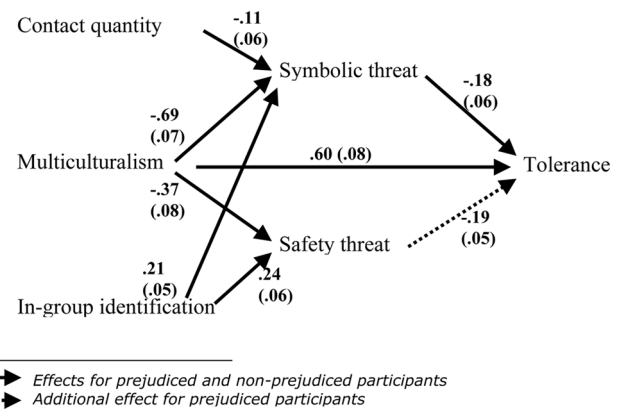 Contact quantity
-.11
(.06)
Symbolic threat
-.18
(.06)
-.69
(.07)
Multiculturalism
.60 (.08)
Tolerance
-.37
(.08)
-.19
(.05)
Safety threat
.21
(.05)
.24
(.06)
In-group identification
Effects for prejudiced and non-prejudiced participants
Additional effect for prejudiced participants